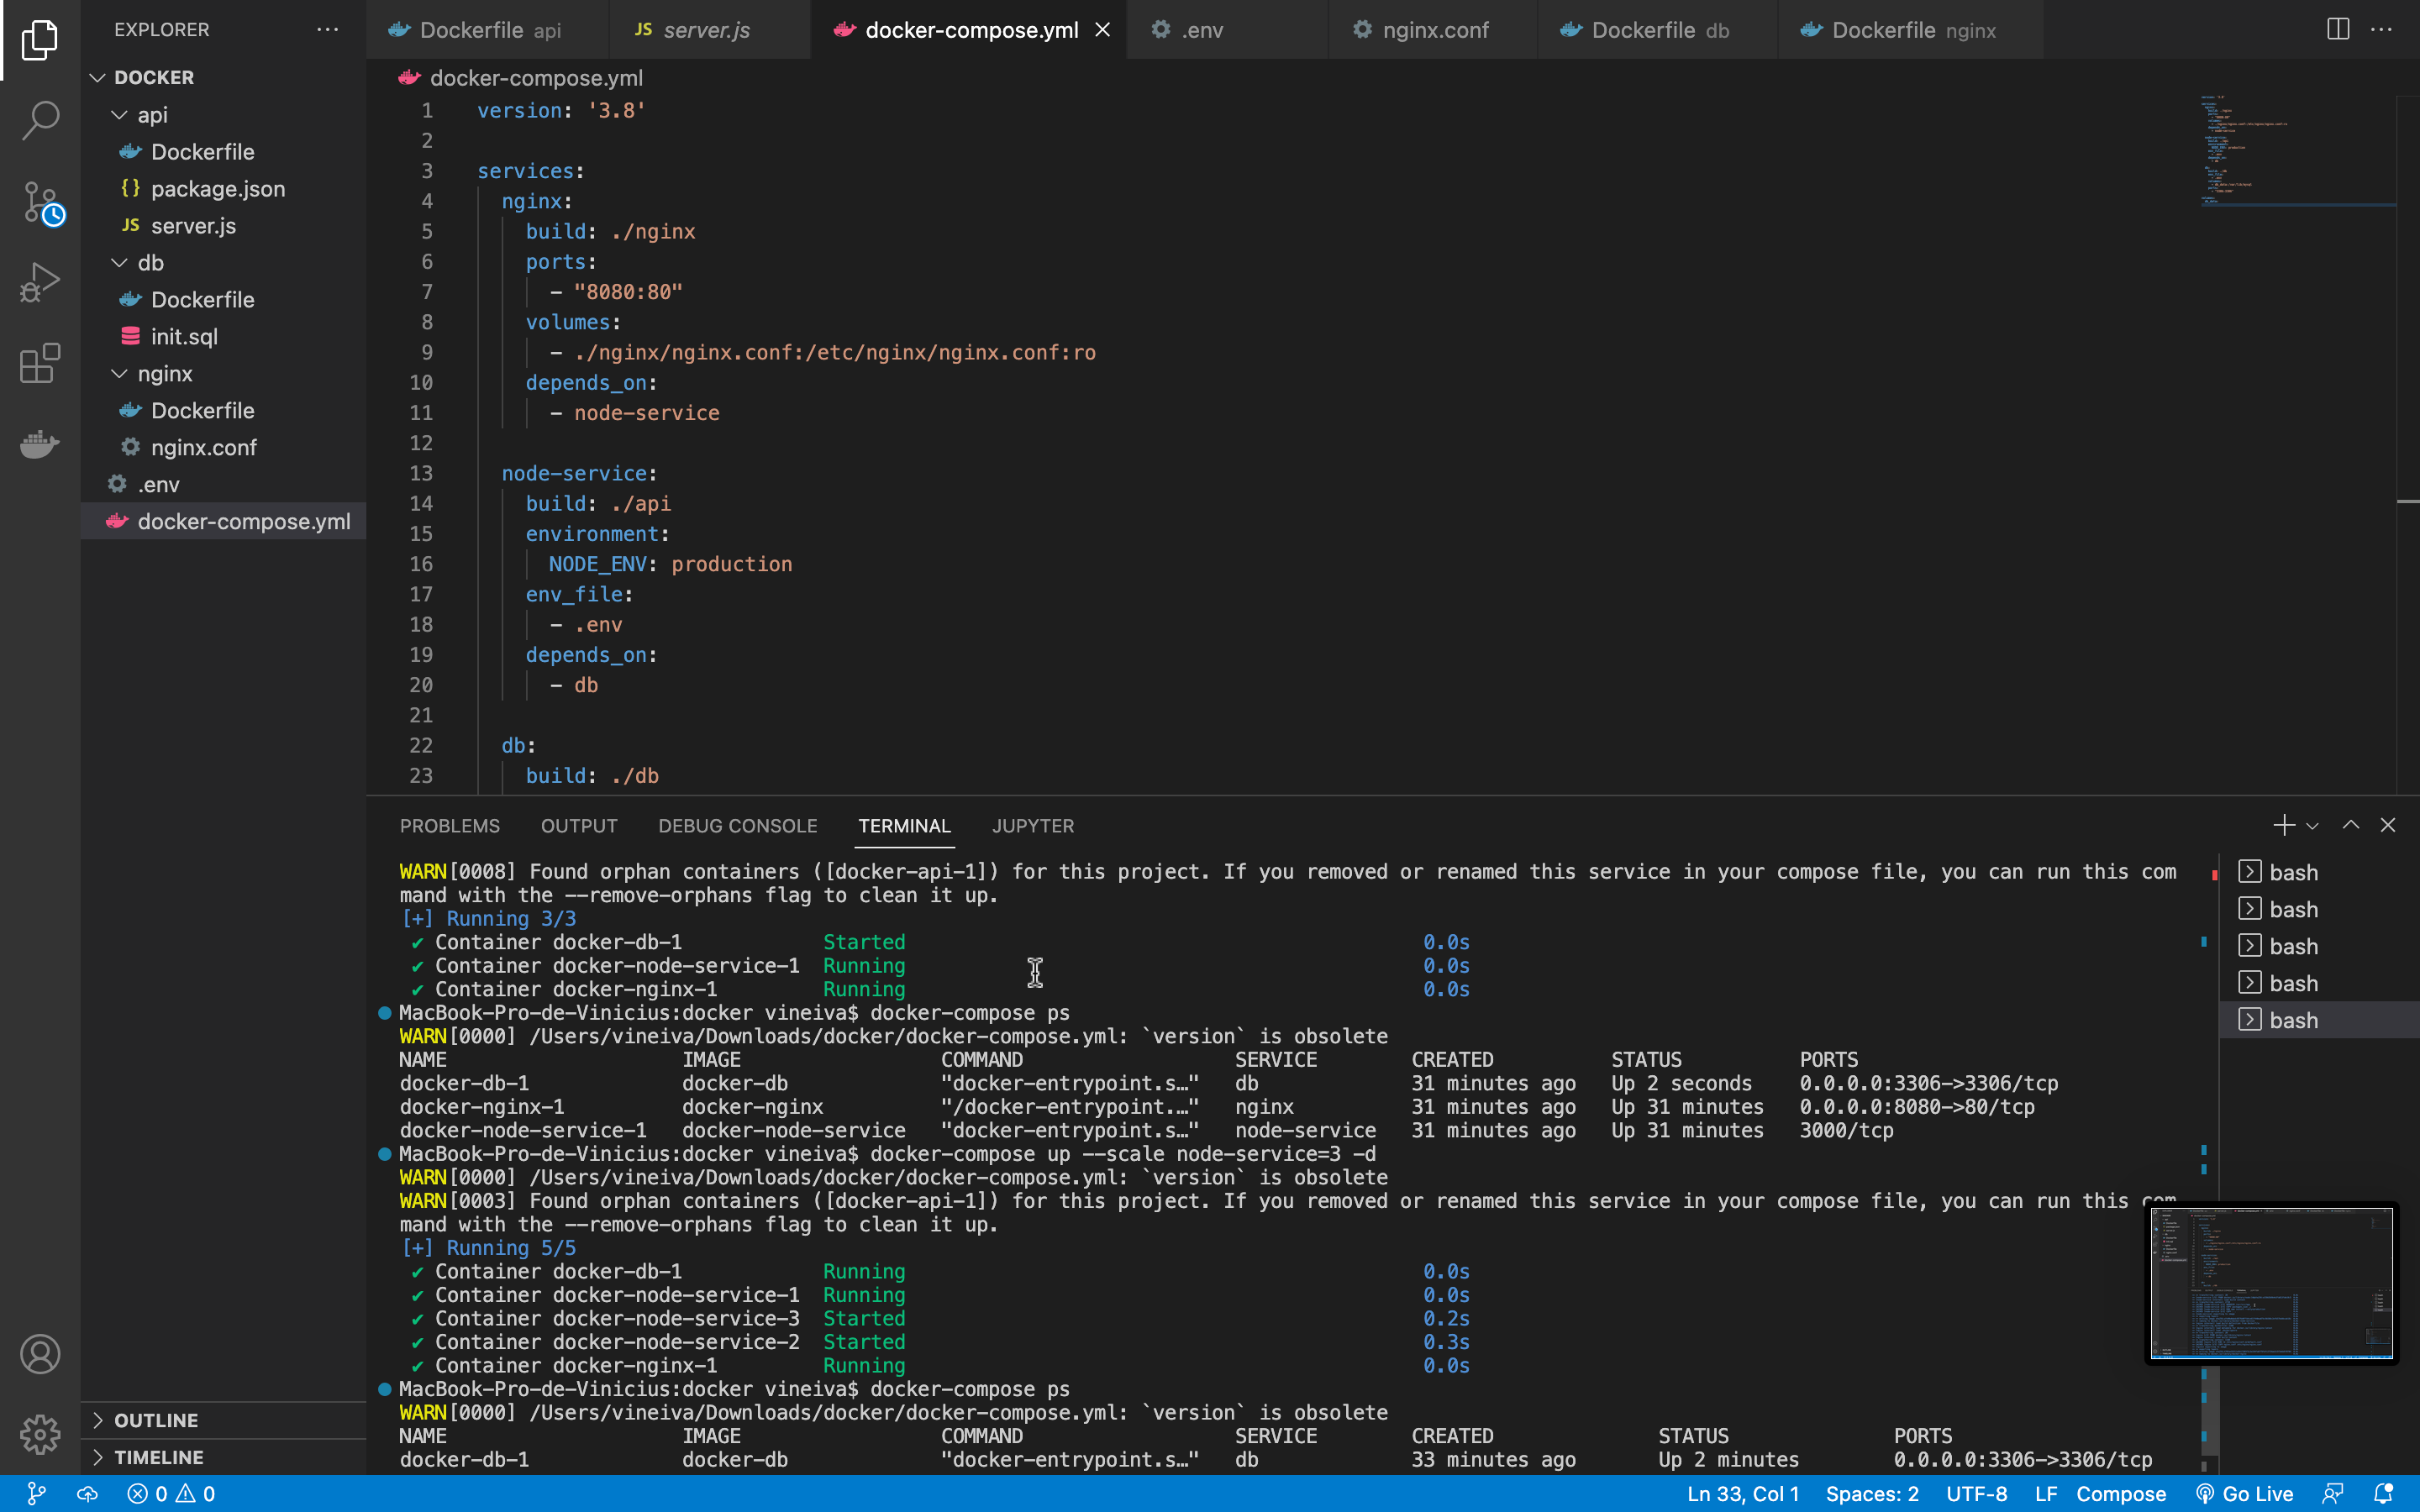 EXPLORER
DOCKER
api
Dockerfile
package.json
JS server.js
db
Dockerfile
init.sql
nginx
Dockerfile
nginx.conf
.env
docker-compose.yml
OUTLINE
TIMELINE
Dockerfile api
JS server.js
docker-compose.yml
.env
nginx.conf
Dockerfile db
Dockerfile nginx
docker-compose.yml
1 version: '3.8'
2
3 services:
4 nginx:
5 build: ./nginx
6 ports:
7 - "8080:80"
8 volumes:
9 - ./nginx/nginx.conf:/etc/nginx/nginx.conf:ro
10 depends_on:
11 - node-service
12
13 node-service:
14 build: ./api
15 environment:
16 NODE_ENV: production
17 env_file:
18 - .env
19 depends_on:
20 - db
21
22 db:
23 build: ./db
PROBLEMS OUTPUT DEBUG CONSOLE TERMINAL JUPYTER
WARN[0008] Found orphan containers ([docker-api-1]) for this project. If you removed or renamed this service in your compose file, you can run this com
mand with the --remove-orphans flag to clean it up.
[+] Running 3/3
✔ Container docker-db-1 Started 0.0s
✔ Container docker-node-service-1 Running 0.0s
✔ Container docker-nginx-1 Running 0.0s
MacBook-Pro-de-Vinicius:docker vineiva$ docker-compose ps
WARN[0000] /Users/vineiva/Downloads/docker/docker-compose.yml: `version` is obsolete
NAME IMAGE COMMAND SERVICE CREATED STATUS PORTS
docker-db-1 docker-db "docker-entrypoint.s…" db 31 minutes ago Up 2 seconds 0.0.0.0:3306->3306/tcp
docker-nginx-1 docker-nginx "/docker-entrypoint.…" nginx 31 minutes ago Up 31 minutes 0.0.0.0:8080->80/tcp
docker-node-service-1 docker-node-service "docker-entrypoint.s…" node-service 31 minutes ago Up 31 minutes 3000/tcp
MacBook-Pro-de-Vinicius:docker vineiva$ docker-compose up --scale node-service=3 -d
WARN[0000] /Users/vineiva/Downloads/docker/docker-compose.yml: `version` is obsolete
WARN[0003] Found orphan containers ([docker-api-1]) for this project. If you removed or renamed this service in your compose file, you can run this com
mand with the --remove-orphans flag to clean it up.
[+] Running 5/5
✔ Container docker-db-1 Running 0.0s
✔ Container docker-node-service-1 Running 0.0s
✔ Container docker-node-service-3 Started 0.2s
✔ Container docker-node-service-2 Started 0.3s
✔ Container docker-nginx-1 Running 0.0s
MacBook-Pro-de-Vinicius:docker vineiva$ docker-compose ps
WARN[0000] /Users/vineiva/Downloads/docker/docker-compose.yml: `version` is obsolete
NAME IMAGE COMMAND SERVICE CREATED STATUS PORTS
docker-db-1 docker-db "docker-entrypoint.s…" db 33 minutes ago Up 2 minutes 0.0.0.0:3306->3306/tcp
bash
bash
bash
bash
bash
0 0
Ln 33, Col 1 Spaces: 2 UTF-8 LF Compose Go Live